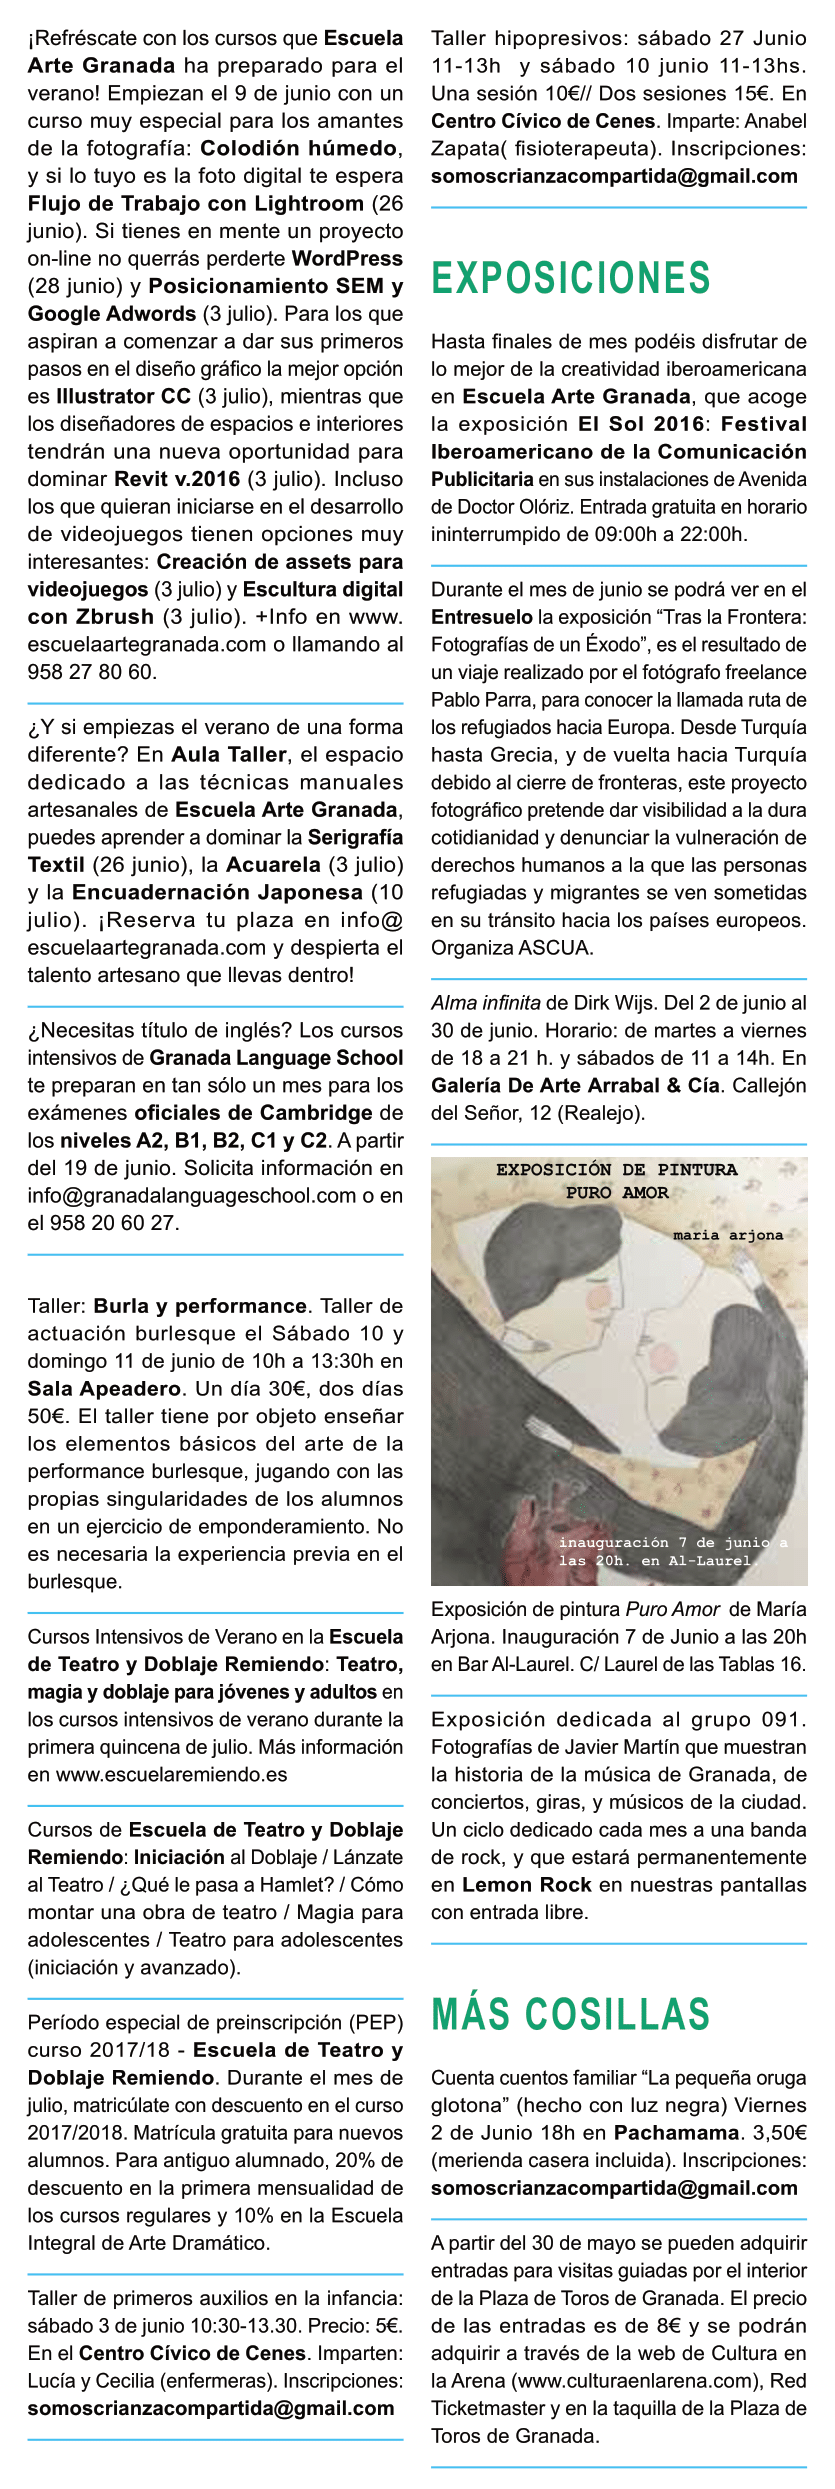 ¡Refréscate con los cursos que Escuela
Arte Granada ha preparado para el
verano! Empiezan el 9 de junio con un
curso muy especial para los amantes
de la fotografía: Colodión húmedo,
y si lo tuyo es la foto digital te espera
Flujo de Trabajo con Lightroom (26
junio). Si tienes en mente un proyecto
on-line no querrás perderte WordPress
(28 junio) y Posicionamiento SEM y
Google Adwords (3 julio). Para los que
aspiran a comenzar a dar sus primeros
pasos en el diseño gráfico la mejor opción
es Illustrator CC (3 julio), mientras que
los diseñadores de espacios e interiores
tendrán una nueva oportunidad para
dominar Revit v.2016 (3 julio). Incluso
los que quieran iniciarse en el desarrollo
de videojuegos tienen opciones muy
interesantes: Creación de assets para
videojuegos (3 julio) y Escultura digital
con Zbrush (3 julio). +Info en www.
escuelaartegranada.com o llamando al
958 27 80 60.
¿Y si empiezas el verano de una forma
diferente? En Aula Taller, el espacio
dedicado a las técnicas manuales
artesanales de Escuela Arte Granada,
puedes aprender a dominar la Serigrafía
Textil (26 junio), la Acuarela (3 julio)
y la Encuadernación Japonesa (10
julio). ¡Reserva tu plaza en info@
escuelaartegranada.com y despierta el
talento artesano que llevas dentro!
¿Necesitas título de inglés? Los cursos
intensivos de Granada Language School
te preparan en tan sólo un mes para los
exámenes oficiales de Cambridge de
los niveles A2, B1, B2, C1 y C2. A partir
del 19 de junio. Solicita información en
info@granadalanguageschool.com o en
el 958 20 60 27.
Taller: Burla y performance. Taller de
actuación burlesque el Sábado 10 y
domingo 11 de junio de 10h a 13:30h en
Sala Apeadero. Un día 30€, dos días
50€. El taller tiene por objeto enseñar
los elementos básicos del arte de la
performance burlesque, jugando con las
propias singularidades de los alumnos
en un ejercicio de emponderamiento. No
es necesaria la experiencia previa en el
burlesque.
Cursos Intensivos de Verano en la Escuela
de Teatro y Doblaje Remiendo: Teatro,
magia y doblaje para jóvenes y adultos en
los cursos intensivos de verano durante la
primera quincena de julio. Más información
en www.escuelaremiendo.es
Cursos de Escuela de Teatro y Doblaje
Remiendo: Iniciación al Doblaje / Lánzate
al Teatro / ¿Qué le pasa a Hamlet? / Cómo
montar una obra de teatro / Magia para
adolescentes / Teatro para adolescentes
(iniciación y avanzado).
Período especial de preinscripción (PEP)
curso 2017/18 - Escuela de Teatro y
Doblaje Remiendo. Durante el mes de
julio, matricúlate con descuento en el curso
2017/2018. Matrícula gratuita para nuevos
alumnos. Para antiguo alumnado, 20% de
descuento en la primera mensualidad de
los cursos regulares y 10% en la Escuela
Integral de Arte Dramático.
Taller de primeros auxilios en la infancia:
sábado 3 de junio 10:30-13.30. Precio: 5€.
En el Centro Cívico de Cenes. Imparten:
Lucía y Cecilia (enfermeras). Inscripciones:
somoscrianzacompartida@gmail.com
Taller hipopresivos: sábado 27 Junio
11-13h y sábado 10 junio 11-13hs.
Una sesión 10€// Dos sesiones 15€. En
Centro Cívico de Cenes. Imparte: Anabel
Zapata( fisioterapeuta). Inscripciones:
somoscrianzacompartida@gmail.com
EXPOSICIONES
Hasta finales de mes podéis disfrutar de
lo mejor de la creatividad iberoamericana
en Escuela Arte Granada, que acoge
la exposición El Sol 2016: Festival
Iberoamericano de la Comunicación
Publicitaria en sus instalaciones de Avenida
de Doctor Olóriz. Entrada gratuita en horario
ininterrumpido de 09:00h a 22:00h.
Durante el mes de junio se podrá ver en el
Entresuelo la exposición “Tras la Frontera:
Fotografías de un Éxodo”, es el resultado de
un viaje realizado por el fotógrafo freelance
Pablo Parra, para conocer la llamada ruta de
los refugiados hacia Europa. Desde Turquía
hasta Grecia, y de vuelta hacia Turquía
debido al cierre de fronteras, este proyecto
fotográfico pretende dar visibilidad a la dura
cotidianidad y denunciar la vulneración de
derechos humanos a la que las personas
refugiadas y migrantes se ven sometidas
en su tránsito hacia los países europeos.
Organiza ASCUA.
Alma infinita de Dirk Wijs. Del 2 de junio al
30 de junio. Horario: de martes a viernes
de 18 a 21 h. y sábados de 11 a 14h. En
Galería De Arte Arrabal & Cía. Callejón
del Señor, 12 (Realejo).
EXPOSICIÓN DE PINTURA
PURO AMOR
maria arjona
inauguración 7 de junio a
las 20h. en Al-Laurel.
Exposición de pintura Puro Amor de María
Arjona. Inauguración 7 de Junio a las 20h
en Bar Al-Laurel. C/ Laurel de las Tablas 16.
Exposición dedicada al grupo 091.
Fotografías de Javier Martín que muestran
la historia de la música de Granada, de
conciertos, giras, y músicos de la ciudad.
Un ciclo dedicado cada mes a una banda
de rock, y que estará permanentemente
en Lemon Rock en nuestras pantallas
con entrada libre.
MÁS COSILLAS
Cuenta cuentos familiar “La pequeña oruga
glotona” (hecho con luz negra) Viernes
2 de Junio 18h en Pachamama. 3,50€
(merienda casera incluida). Inscripciones:
somoscrianzacompartida@gmail.com
A partir del 30 de mayo se pueden adquirir
entradas para visitas guiadas por el interior
de la Plaza de Toros de Granada. El precio
de las entradas es de 8€ y se podrán
adquirir a través de la web de Cultura en
la Arena (www.culturaenlarena.com), Red
Ticketmaster y en la taquilla de la Plaza de
Toros de Granada.